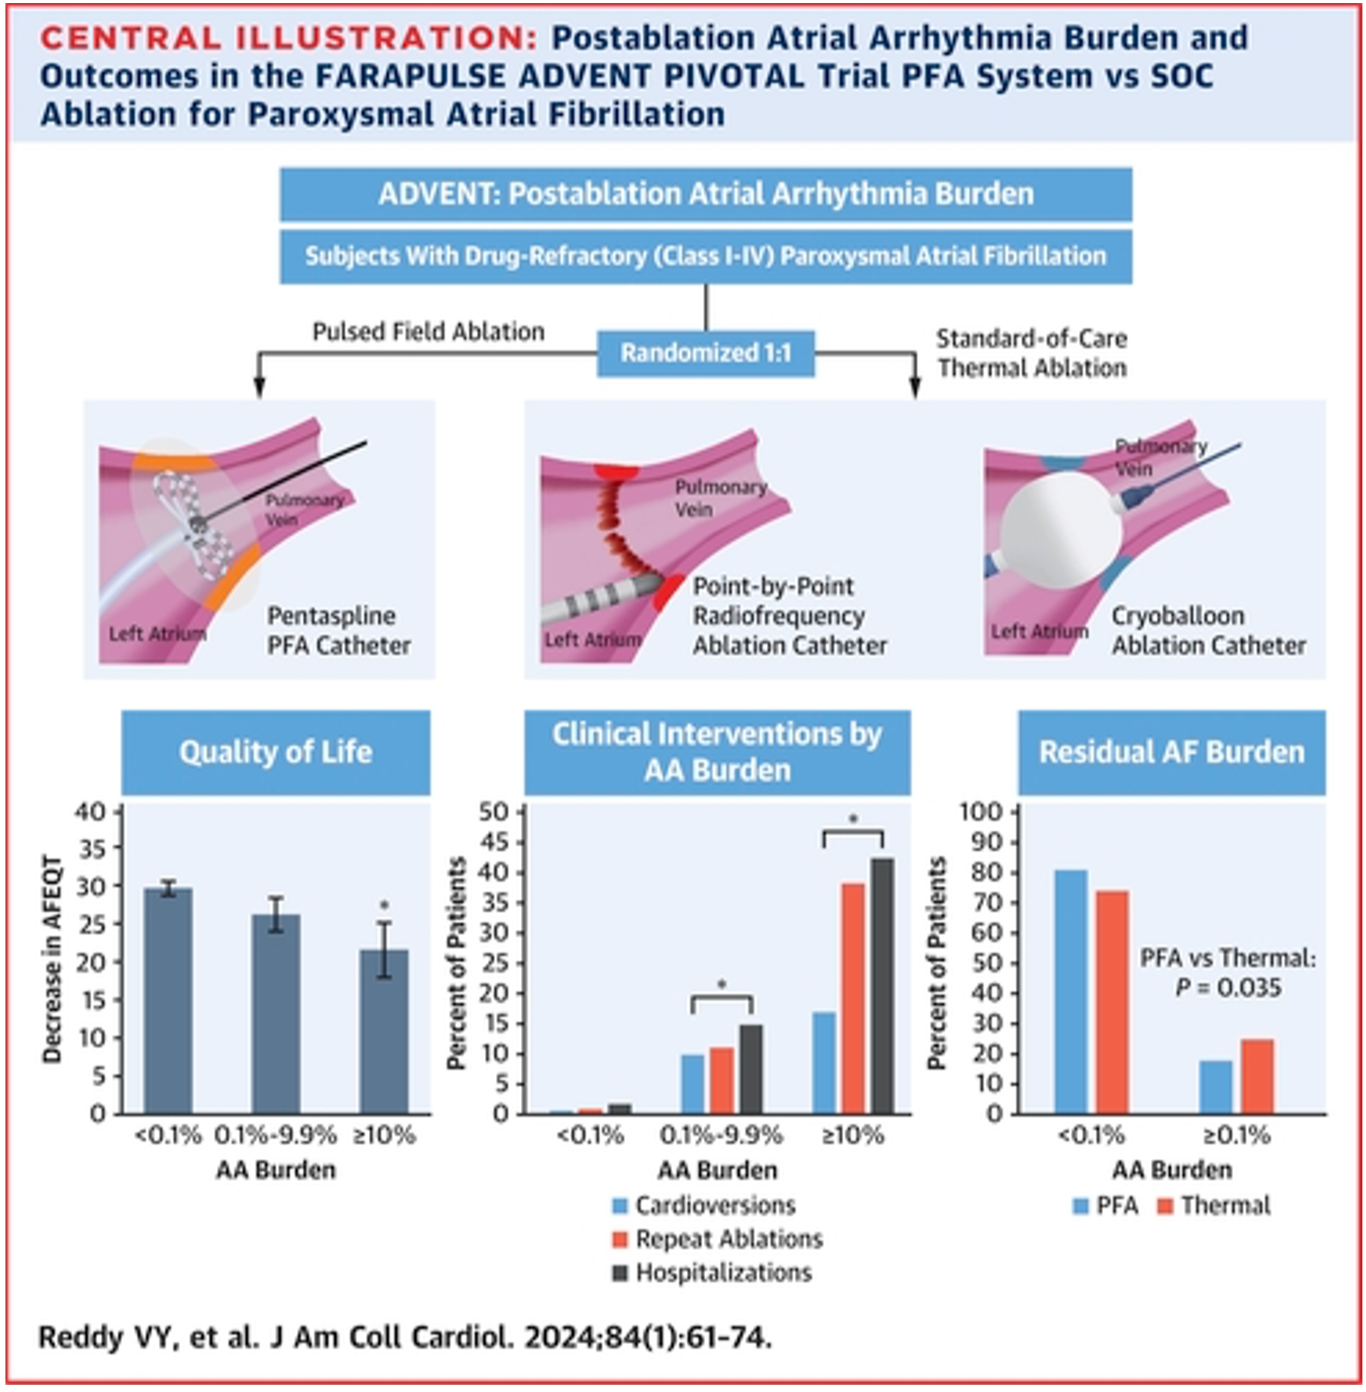 CENTRAL ILLUSTRATION: Postablation Atrial Arrhythmia Burden and
Outcomes in the FARAPULSE ADVENT PIVOTAL Trial PFA System vs SOC
Ablation for Paroxysmal Atrial Fibrillation
ADVENT: Postablation Atrial Arrhythmia Burden
Subjects With Drug-Refractory (Class I-IV) Paroxysmal Atrial Fibrillation
Pulsed Field Ablation
Randomized 1:1
Standard-of-Care
Thermal Ablation
Pulmonary
Vein
Left Atrium
Pentaspline
PFA Catheter
Pulmonary
Vein
Left Atrium
Point-by-Point
Radiofrequency
Ablation Catheter
Pulmonary
Vein
Left Atrium
Cryoballoon
Ablation Catheter
Quality of Life
Decrease in AFEQT
40
35
30
25
20
15
10
5
0
*
<0.1% 0.1%-9.9% ≥10%
AA Burden
Clinical Interventions by
AA Burden
Percent of Patients
50
45
40
35
30
25
20
15
10
5
0
*
*
<0.1% 0.1%-9.9% ≥10%
AA Burden
Cardioversions
Repeat Ablations
Hospitalizations
Residual AF Burden
Percent of Patients
100
90
80
70
60
50
40
30
20
10
0
PFA vs Thermal:
P = 0.035
<0.1% ≥0.1%
AA Burden
PFA Thermal
Reddy VY, et al. J Am Coll Cardiol. 2024;84(1):61–74.